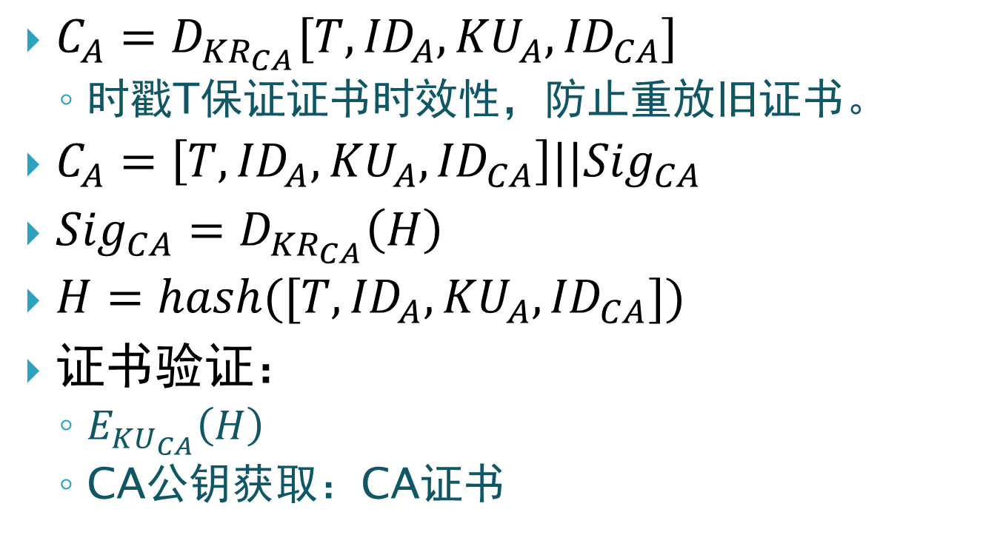 C_A = D_{KR_{CA}}[T, ID_A, KU_A, ID_{CA}]
时戳T保证证书时效性，防止重放旧证书。
C_A = [T, ID_A, KU_A, ID_{CA}]||Sig_{CA}
Sig_{CA} = D_{KR_{CA}}(H)
H = hash([T, ID_A, KU_A, ID_{CA}])
证书验证：
E_{KU_{CA}}(H)
CA公钥获取：CA证书